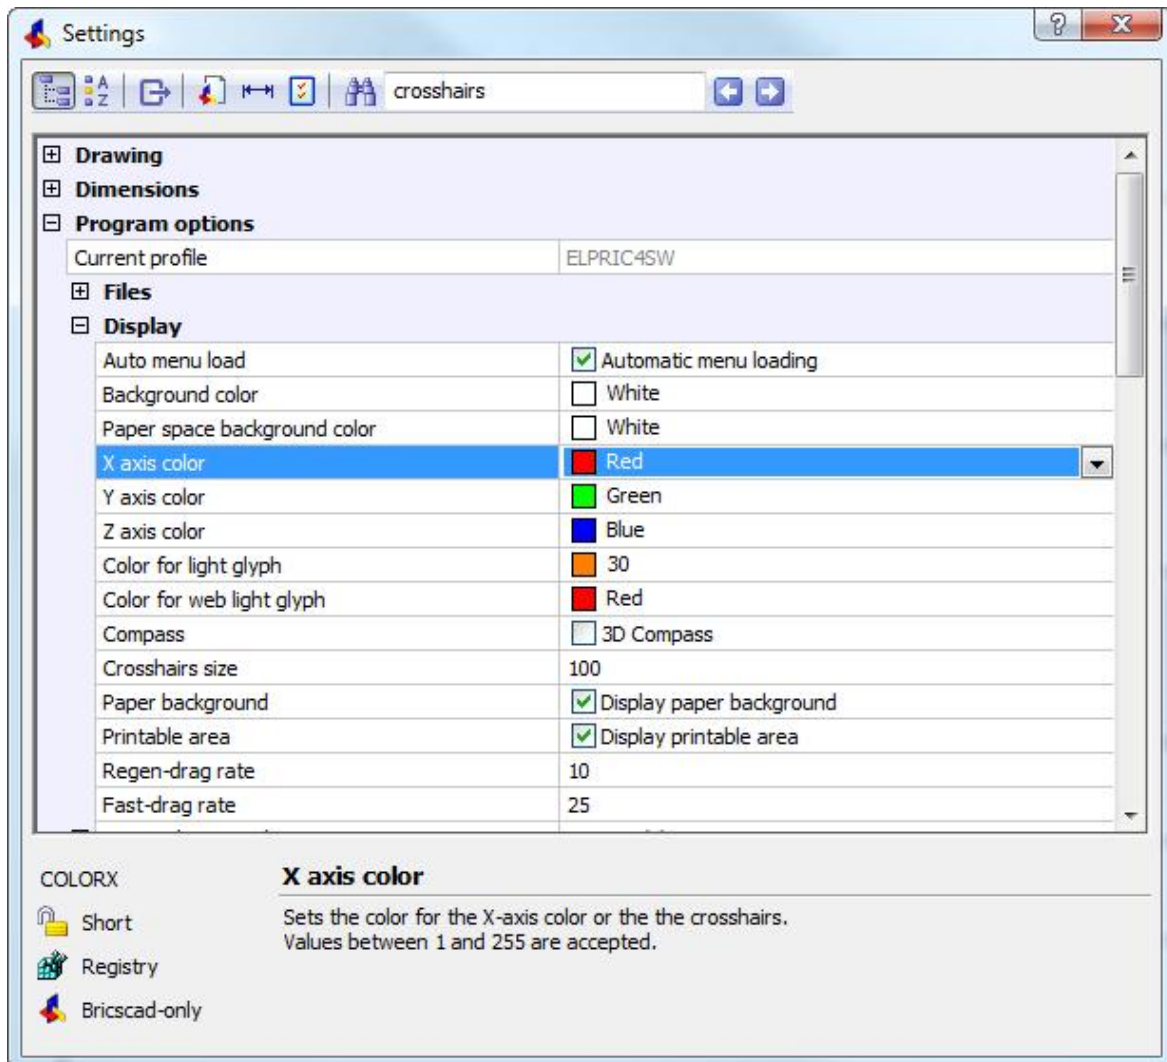 Settings
crosshairs
Drawing
Dimensions
Program options
Current profile ELPRIC4SW
Files
Display
Auto menu load Automatic menu loading
Background color White
Paper space background color White
X axis color Red
Y axis color Green
Z axis color Blue
Color for light glyph 30
Color for web light glyph Red
Compass 3D Compass
Crosshairs size 100
Paper background Display paper background
Printable area Display printable area
Regen-drag rate 10
Fast-drag rate 25
COLORX X axis color
Short Sets the color for the X-axis color or the the crosshairs.
Values between 1 and 255 are accepted.
Registry
Bricscad-only